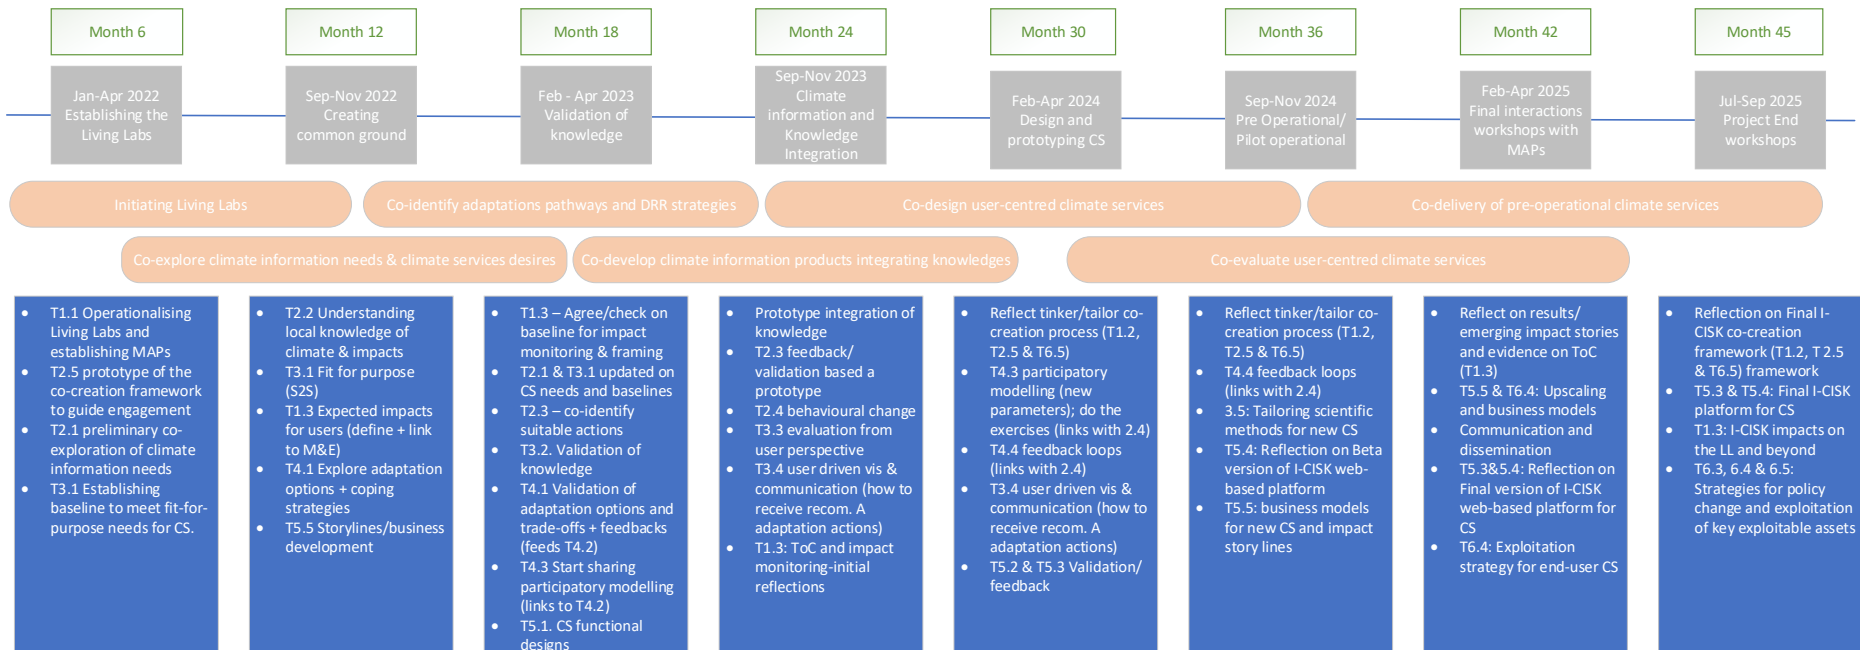 Month 6
Month 12
Month 18
Month 24
Month 30
Month 36
Month 42
Month 45
Jan-Apr 2022
Establishing the
Living Labs
Sep-Nov 2022
Creating
common ground
Feb - Apr 2023
Validation of
knowledge
Sep-Nov 2023
Climate
information and
Knowledge
Integration
Feb-Apr 2024
Design and
prototyping CS
Sep-Nov 2024
Pre Operational/
Pilot operational
Feb-Apr 2025
Final interactions
workshops with
MAPs
Jul-Sep 2025
Project End
workshops
Initiating Living Labs
Co-identify adaptations pathways and DRR strategies
Co-design user-centred climate services
Co-delivery of pre-operational climate services
Co-explore climate information needs & climate services desires
Co-develop climate information products integrating knowledges
Co-evaluate user-centred climate services
• T1.1 Operationalising
Living Labs and
establishing MAPs
• T2.5 prototype of the
co-creation framework
to guide engagement
• T2.1 preliminary co-
exploration of climate
information needs
• T3.1 Establishing
baseline to meet fit-for-
purpose needs for CS.
• T2.2 Understanding
local knowledge of
climate & impacts
• T3.1 Fit for purpose
(S2S)
• T1.3 Expected impacts
for users (define + link
to M&E)
• T4.1 Explore adaptation
options + coping
strategies
• T5.5 Storylines/business
development
• T1.3 – Agree/check on
baseline for impact
monitoring & framing
• T2.1 & T3.1 updated on
CS needs and baselines
• T2.3 – co-identify
suitable actions
• T3.2. Validation of
knowledge
• T4.1 Validation of
adaptation options and
trade-offs + feedbacks
(feeds T4.2)
• T4.3 Start sharing
participatory modelling
(links to T4.2)
• T5.1. CS functional
designs
• Prototype integration of
knowledge
• T2.3 feedback/
validation based a
prototype
• T2.4 behavioural change
• T3.3 evaluation from
user perspective
• T3.4 user driven vis &
communication (how to
receive recom. A
adaptation actions)
• T1.3: ToC and impact
monitoring-initial
reflections
• Reflect tinker/tailor co-
creation process (T1.2,
T2.5 & T6.5)
• T4.3 participatory
modelling (new
parameters); do the
exercises (links with 2.4)
• T4.4 feedback loops
(links with 2.4)
• T3.4 user driven vis &
communication (how to
receive recom. A
adaptation actions)
• T5.2 & T5.3 Validation/
feedback
• Reflect tinker/tailor co-
creation process (T1.2,
T2.5 & T6.5)
• T4.4 feedback loops
(links with 2.4)
• 3.5: Tailoring scientific
methods for new CS
• T5.4: Reflection on Beta
version of I-CISK web-
based platform
• T5.5: business models
for new CS and impact
story lines
• Reflect on results/
emerging impact stories
and evidence on ToC
(T1.3)
• T5.5 & T6.4: Upscaling
and business models
• Communication and
dissemination
• T5.3&5.4: Reflection on
Final version of I-CISK
web-based platform for
CS
• T6.4: Exploitation
strategy for end-user CS
• Reflection on Final I-
CISK co-creation
framework (T1.2, T 2.5
& T6.5) framework
• T5.3 & T5.4: Final I-CISK
platform for CS
• T1.3: I-CISK impacts on
the LL and beyond
• T6.3, 6.4 & 6.5:
Strategies for policy
change and exploitation
of key exploitable assets